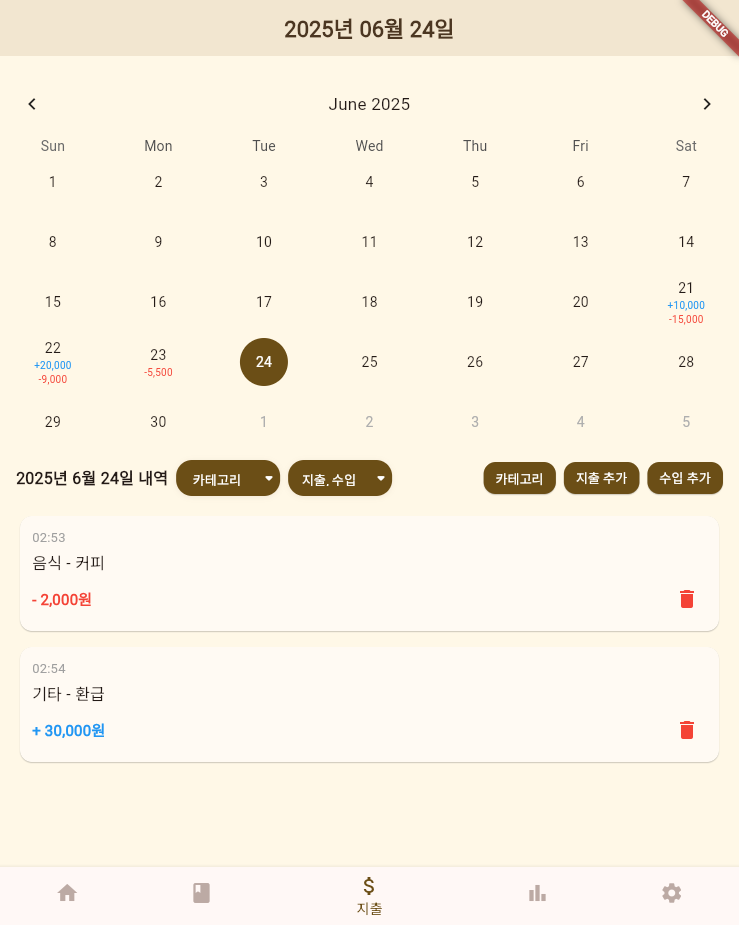 2025년 06월 24일
DEBUG
June 2025
Sun Mon Tue Wed Thu Fri Sat
1 2 3 4 5 6 7
8 9 10 11 12 13 14
15 16 17 18 19 20 21
+10,000
-15,000
22 23 24 25 26 27 28
+20,000 -5,500
-9,000
29 30 1 2 3 4 5
2025년 6월 24일 내역 카테고리 지출, 수입 카테고리 지출 추가 수입 추가
02:53
음식 - 커피
- 2,000원
02:54
기타 - 환급
+ 30,000원
지출